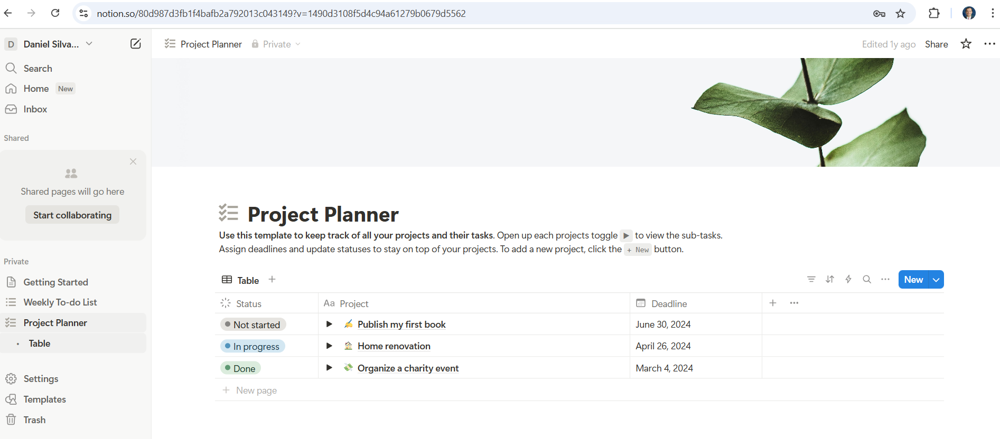 notion.so/80d987d3fb1f4bafb2a792013c043149?v=1490d3108f5d4c94a61279b0679d5562
D Daniel Silva...
Search
Home New
Inbox
Shared
Shared pages will go here
Start collaborating
Private
Getting Started
Weekly To-do List
Project Planner
Table
Settings
Templates
Trash
Project Planner Private
Edited 1y ago Share
Project Planner
Use this template to keep track of all your projects and their tasks. Open up each projects toggle ▶ to view the sub-tasks.
Assign deadlines and update statuses to stay on top of your projects. To add a new project, click the + New button.
Table +
New
Status Aa Project Deadline
Not started Publish my first book June 30, 2024
In progress Home renovation April 26, 2024
Done Organize a charity event March 4, 2024
+ New page